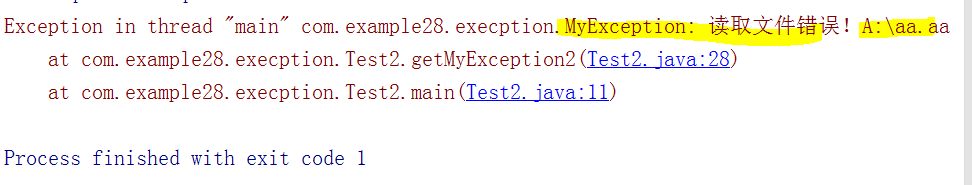 Exception in thread "main" com.example28.execption.MyException: 读取文件错误! A:\aa.aa
at com.example28.execption.Test2.getMyException2(Test2.java:28)
at com.example28.execption.Test2.main(Test2.java:11)
Process finished with exit code 1